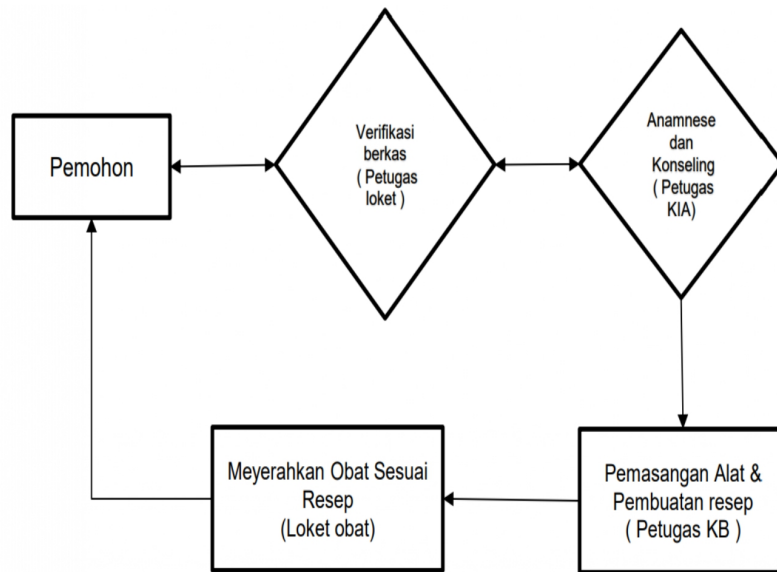 Pemohon
Verifikasi
berkas
( Petugas
loket )
Anamnese
dan
Konseling
( Petugas
KIA)
Meyerahkan Obat Sesuai
Resep
(Loket obat)
Pemasangan Alat &
Pembuatan resep
( Petugas KB )